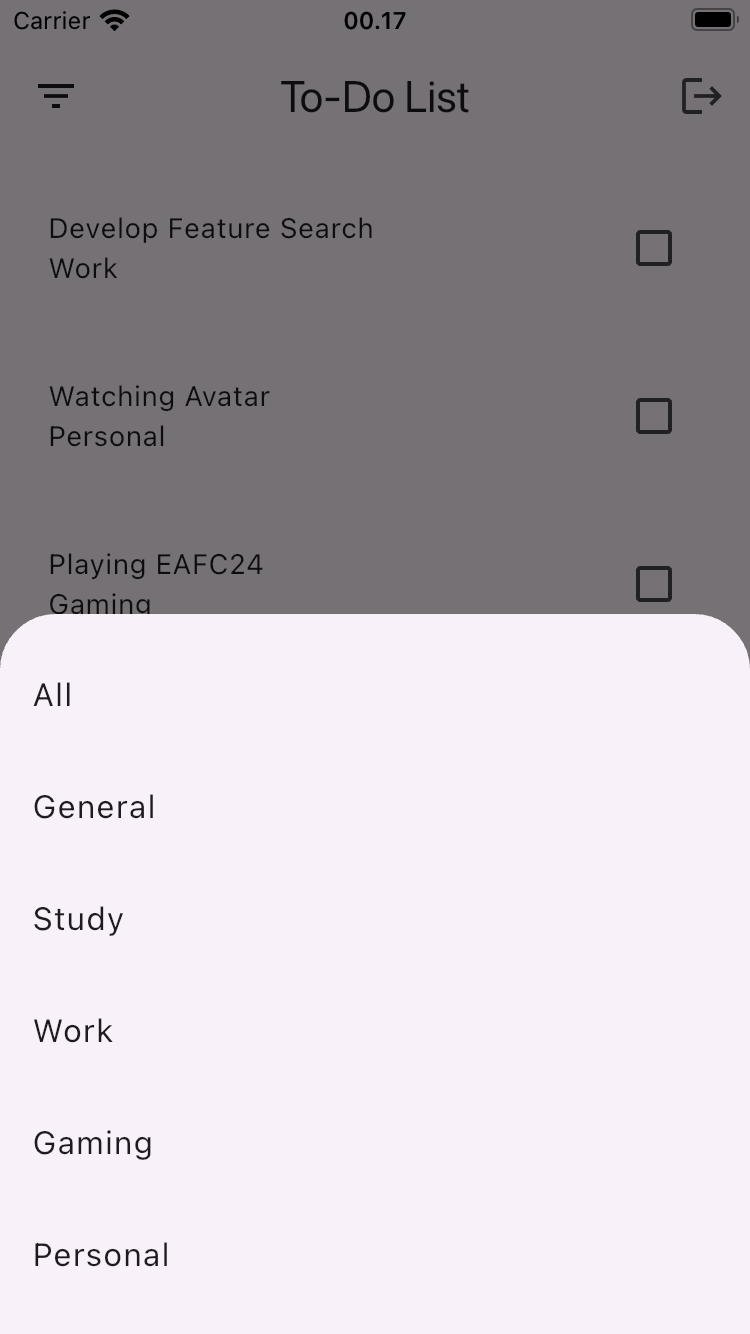 Carrier 00.17
To-Do List
Develop Feature Search
Work
Watching Avatar
Personal
Playing EAFC24
Gaming
All
General
Study
Work
Gaming
Personal